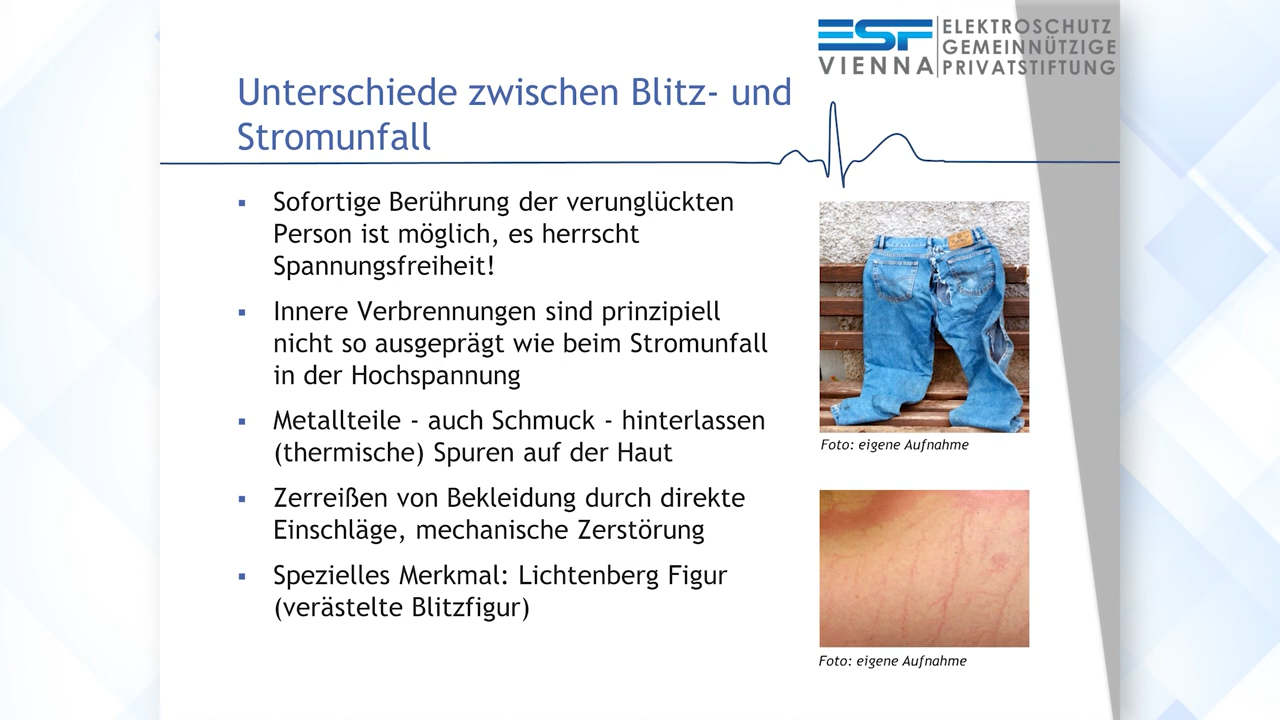 ESF
VIENNA
ELEKTROSCHUTZ
GEMEINNÜTZIGE
PRIVATSTIFTUNG
Unterschiede zwischen Blitz- und
Stromunfall
▪ Sofortige Berührung der verunglückten
Person ist möglich, es herrscht
Spannungsfreiheit!
▪ Innere Verbrennungen sind prinzipiell
nicht so ausgeprägt wie beim Stromunfall
in der Hochspannung
▪ Metallteile - auch Schmuck - hinterlassen
(thermische) Spuren auf der Haut
▪ Zerreißen von Bekleidung durch direkte
Einschläge, mechanische Zerstörung
▪ Spezielles Merkmal: Lichtenberg Figur
(verästelte Blitzfigur)
Foto: eigene Aufnahme
Foto: eigene Aufnahme